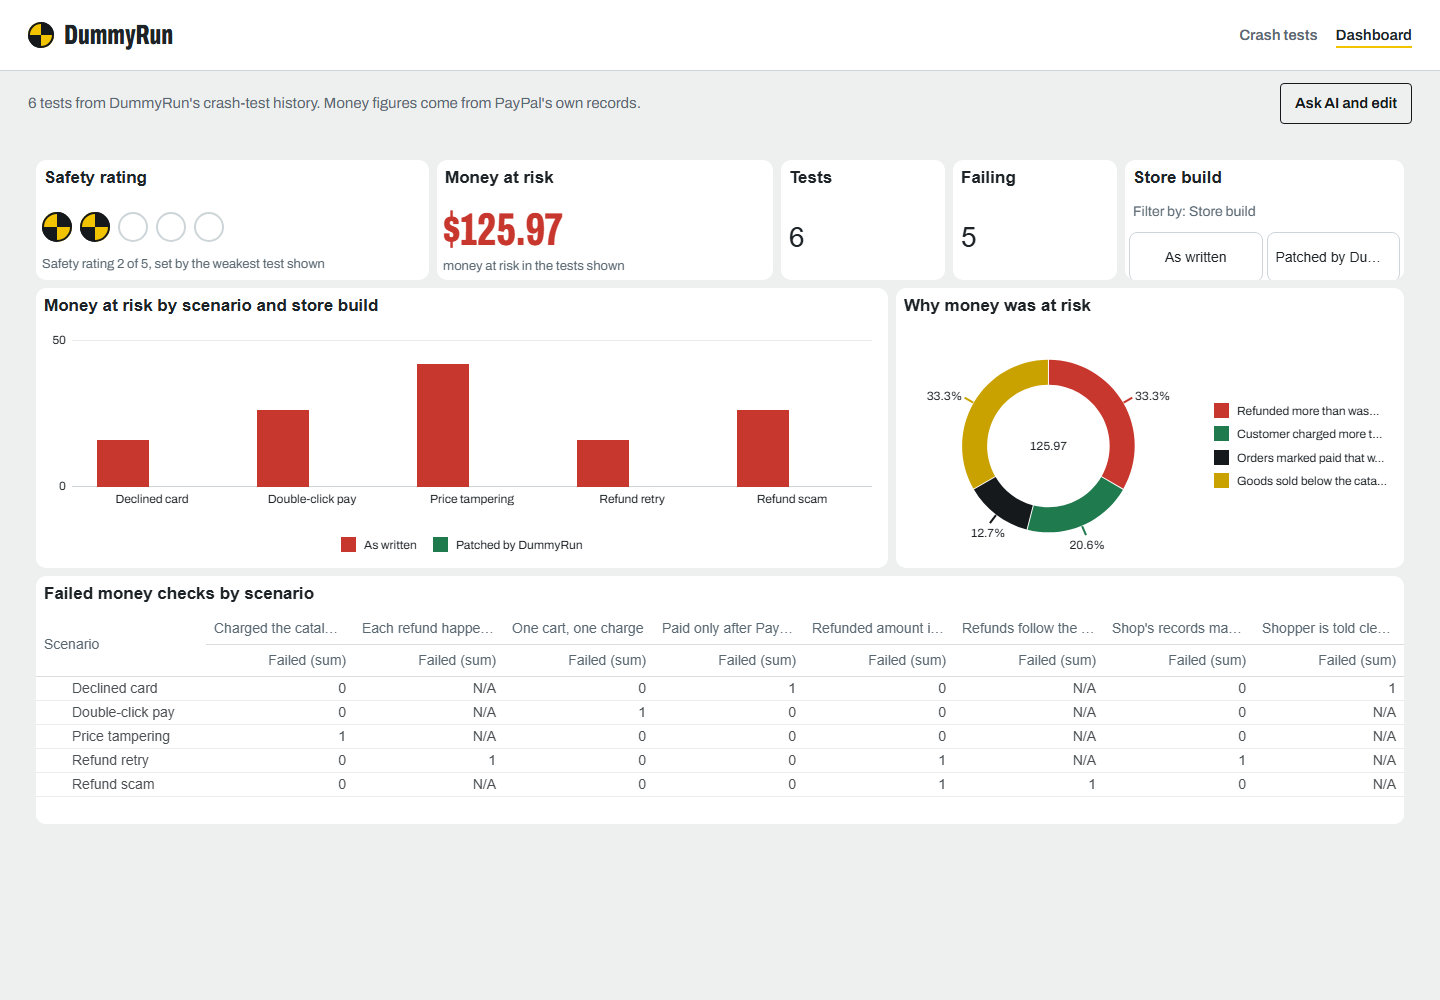 DummyRun
Crash tests
Dashboard
6 tests from DummyRun's crash-test history. Money figures come from PayPal's own records.
Ask AI and edit
Safety rating
Safety rating 2 of 5, set by the weakest test shown
Money at risk
$125.97
money at risk in the tests shown
Tests
6
Failing
5
Store build
Filter by: Store build
As written
Patched by Du...
Money at risk by scenario and store build
50
0
Declined card
Double-click pay
Price tampering
Refund retry
Refund scam
As written
Patched by DummyRun
Why money was at risk
33.3%
33.3%
125.97
12.7%
20.6%
Refunded more than was...
Customer charged more t...
Orders marked paid that w...
Goods sold below the cata...
Failed money checks by scenario
Scenario
Charged the catal... Each refund happe... One cart, one charge Paid only after Pay... Refunded amount i... Refunds follow the ... Shop's records ma... Shopper is told cle...
Failed (sum) Failed (sum) Failed (sum) Failed (sum) Failed (sum) Failed (sum) Failed (sum) Failed (sum)
Declined card 0 N/A 0 1 0 N/A 0 1
Double-click pay 0 N/A 1 0 0 N/A 0 N/A
Price tampering 1 N/A 0 0 0 N/A 0 N/A
Refund retry 0 1 0 0 1 N/A 1 N/A
Refund scam 0 N/A 0 0 1 1 0 N/A